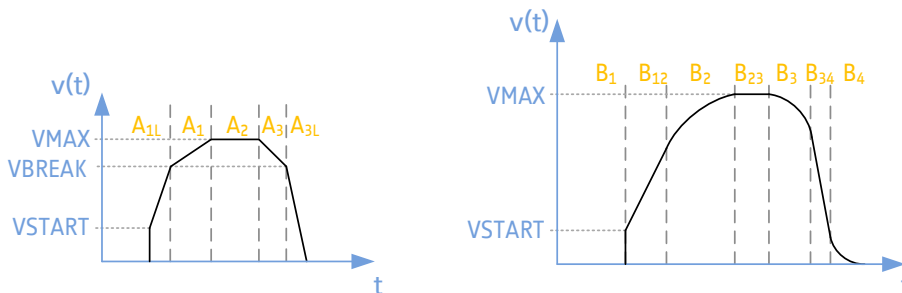 v(t)
A1L A1 A2 A3 A3L
VMAX
VBREAK
VSTART
t
v(t)
B1 B12 B2 B23 B3 B34 B4
VMAX
VSTART